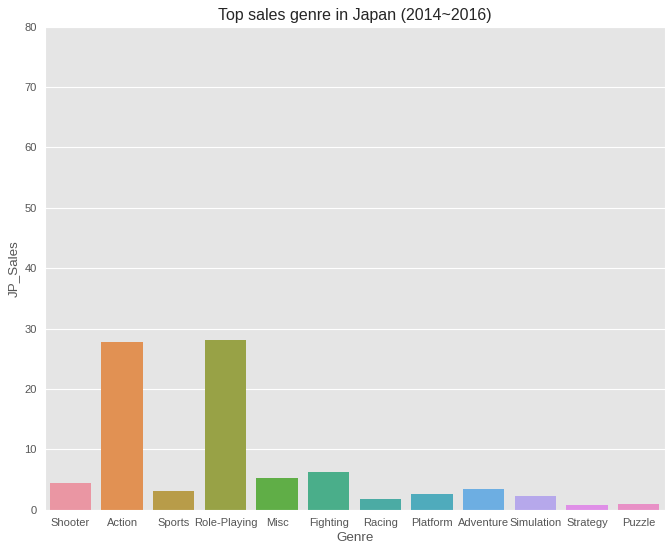 Top sales genre in Japan (2014~2016)
80
70
60
50
40
30
20
10
0
JP_Sales
Shooter Action Sports Role-Playing Misc Fighting Racing Platform Adventure Simulation Strategy Puzzle
Genre